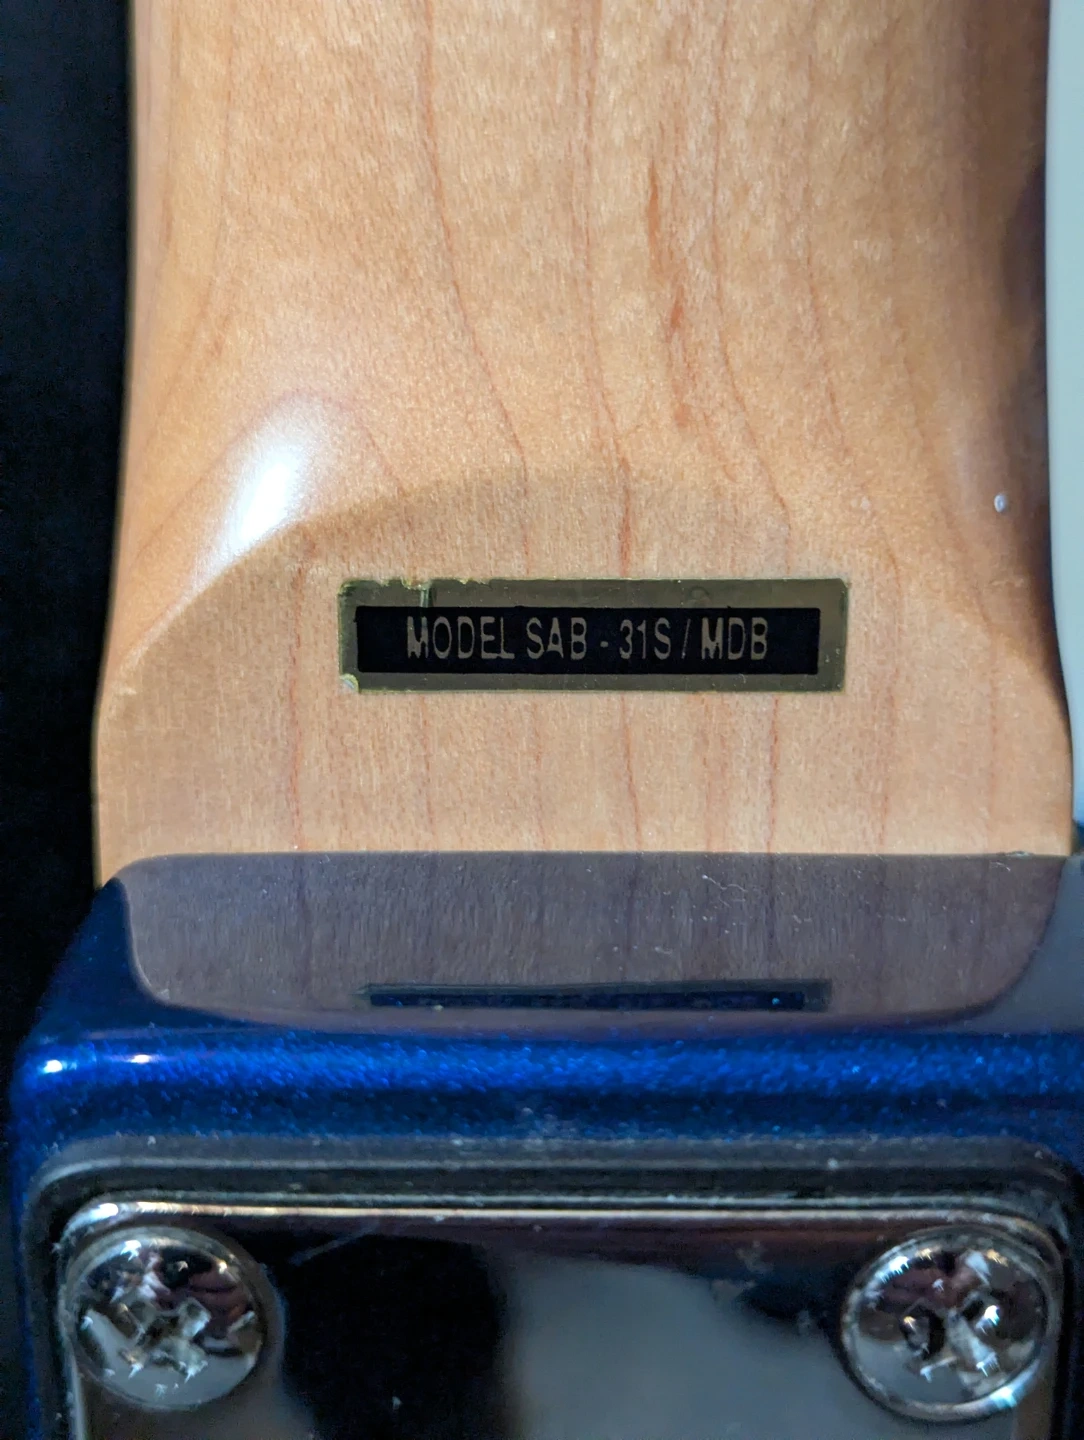 MODEL SAB - 31S / MDB